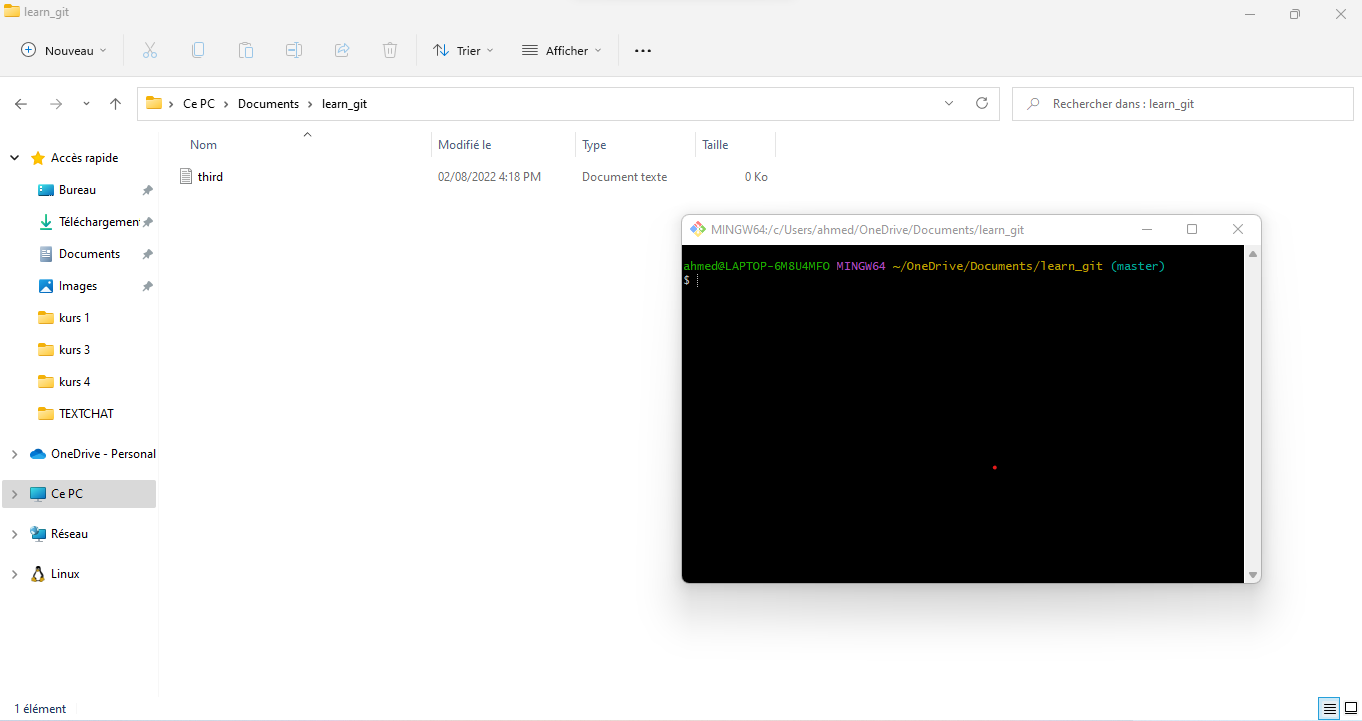 learn_git
Nouveau
Trier
Afficher
Ce PC
Documents
learn_git
Rechercher dans : learn_git
Nom
Modifié le
Type
Taille
third
02/08/2022 4:18 PM
Document texte
0 Ko
Accès rapide
Bureau
Téléchargemen
Documents
Images
kurs 1
kurs 3
kurs 4
TEXTCHAT
OneDrive - Personal
Ce PC
Réseau
Linux
MINGW64:/c/Users/ahmed/OneDrive/Documents/learn_git
ahmed@LAPTOP-6M8U4MFO MINGW64 ~/OneDrive/Documents/learn_git (master)
$
1 élément